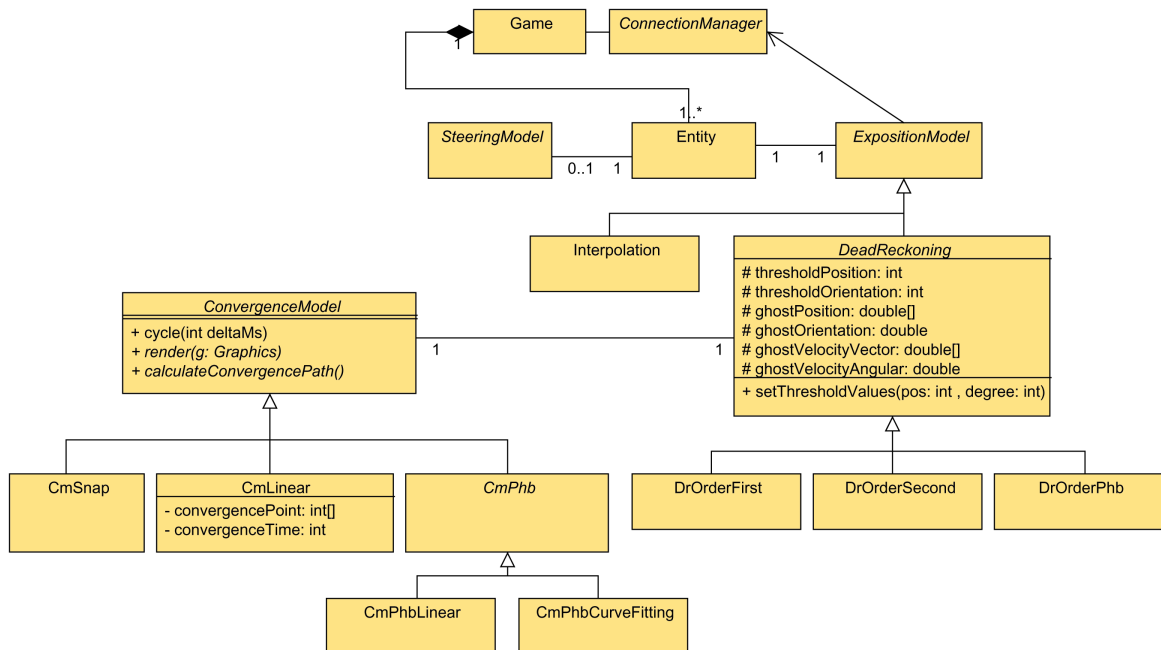 Game
ConnectionManager
1
1..*
SteeringModel
Entity
ExpositionModel
0..1
1
1
1
Interpolation
DeadReckoning
# thresholdPosition: int
# thresholdOrientation: int
# ghostPosition: double[]
# ghostOrientation: double
# ghostVelocityVector: double[]
# ghostVelocityAngular: double
+ setThresholdValues(pos: int , degree: int)
ConvergenceModel
+ cycle(int deltaMs)
+ render(g: Graphics)
+ calculateConvergencePath()
1
1
CmSnap
CmLinear
- convergencePoint: int[]
- convergenceTime: int
CmPhb
DrOrderFirst
DrOrderSecond
DrOrderPhb
CmPhbLinear
CmPhbCurveFitting